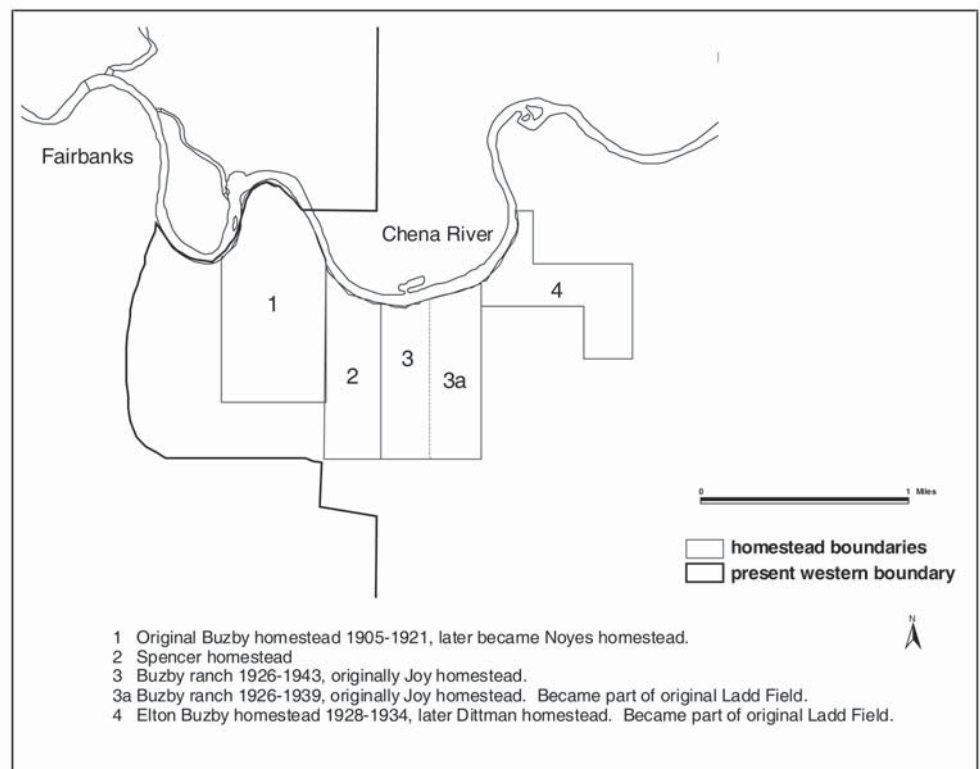 Fairbanks
Chena River
1
2
3
3a
4
0 1 Miles
homestead boundaries
present western boundary
N
1 Original Buzby homestead 1905-1921, later became Noyes homestead.
2 Spencer homestead
3 Buzby ranch 1926-1943, originally Joy homestead.
3a Buzby ranch 1926-1939, originally Joy homestead. Became part of original Ladd Field.
4 Elton Buzby homestead 1928-1934, later Dittman homestead. Became part of original Ladd Field.